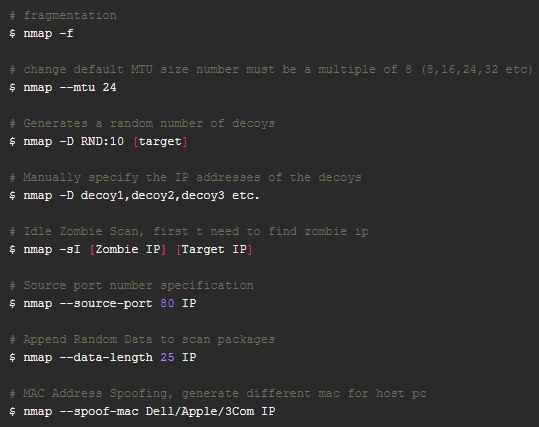 # fragmentation
$ nmap -f
# change default MTU size number must be a multiple of 8 (8,16,24,32 etc)
$ nmap --mtu 24
# Generates a random number of decoys
$ nmap -D RND:10 [target]
# Manually specify the IP addresses of the decoys
$ nmap -D decoy1,decoy2,decoy3 etc.
# Idle Zombie Scan, first t need to find zombie ip
$ nmap -sI [Zombie IP] [Target IP]
# Source port number specification
$ nmap --source-port 80 IP
# Append Random Data to scan packages
$ nmap --data-length 25 IP
# MAC Address Spoofing, generate different mac for host pc
$ nmap --spoof-mac Dell/Apple/3Com IP